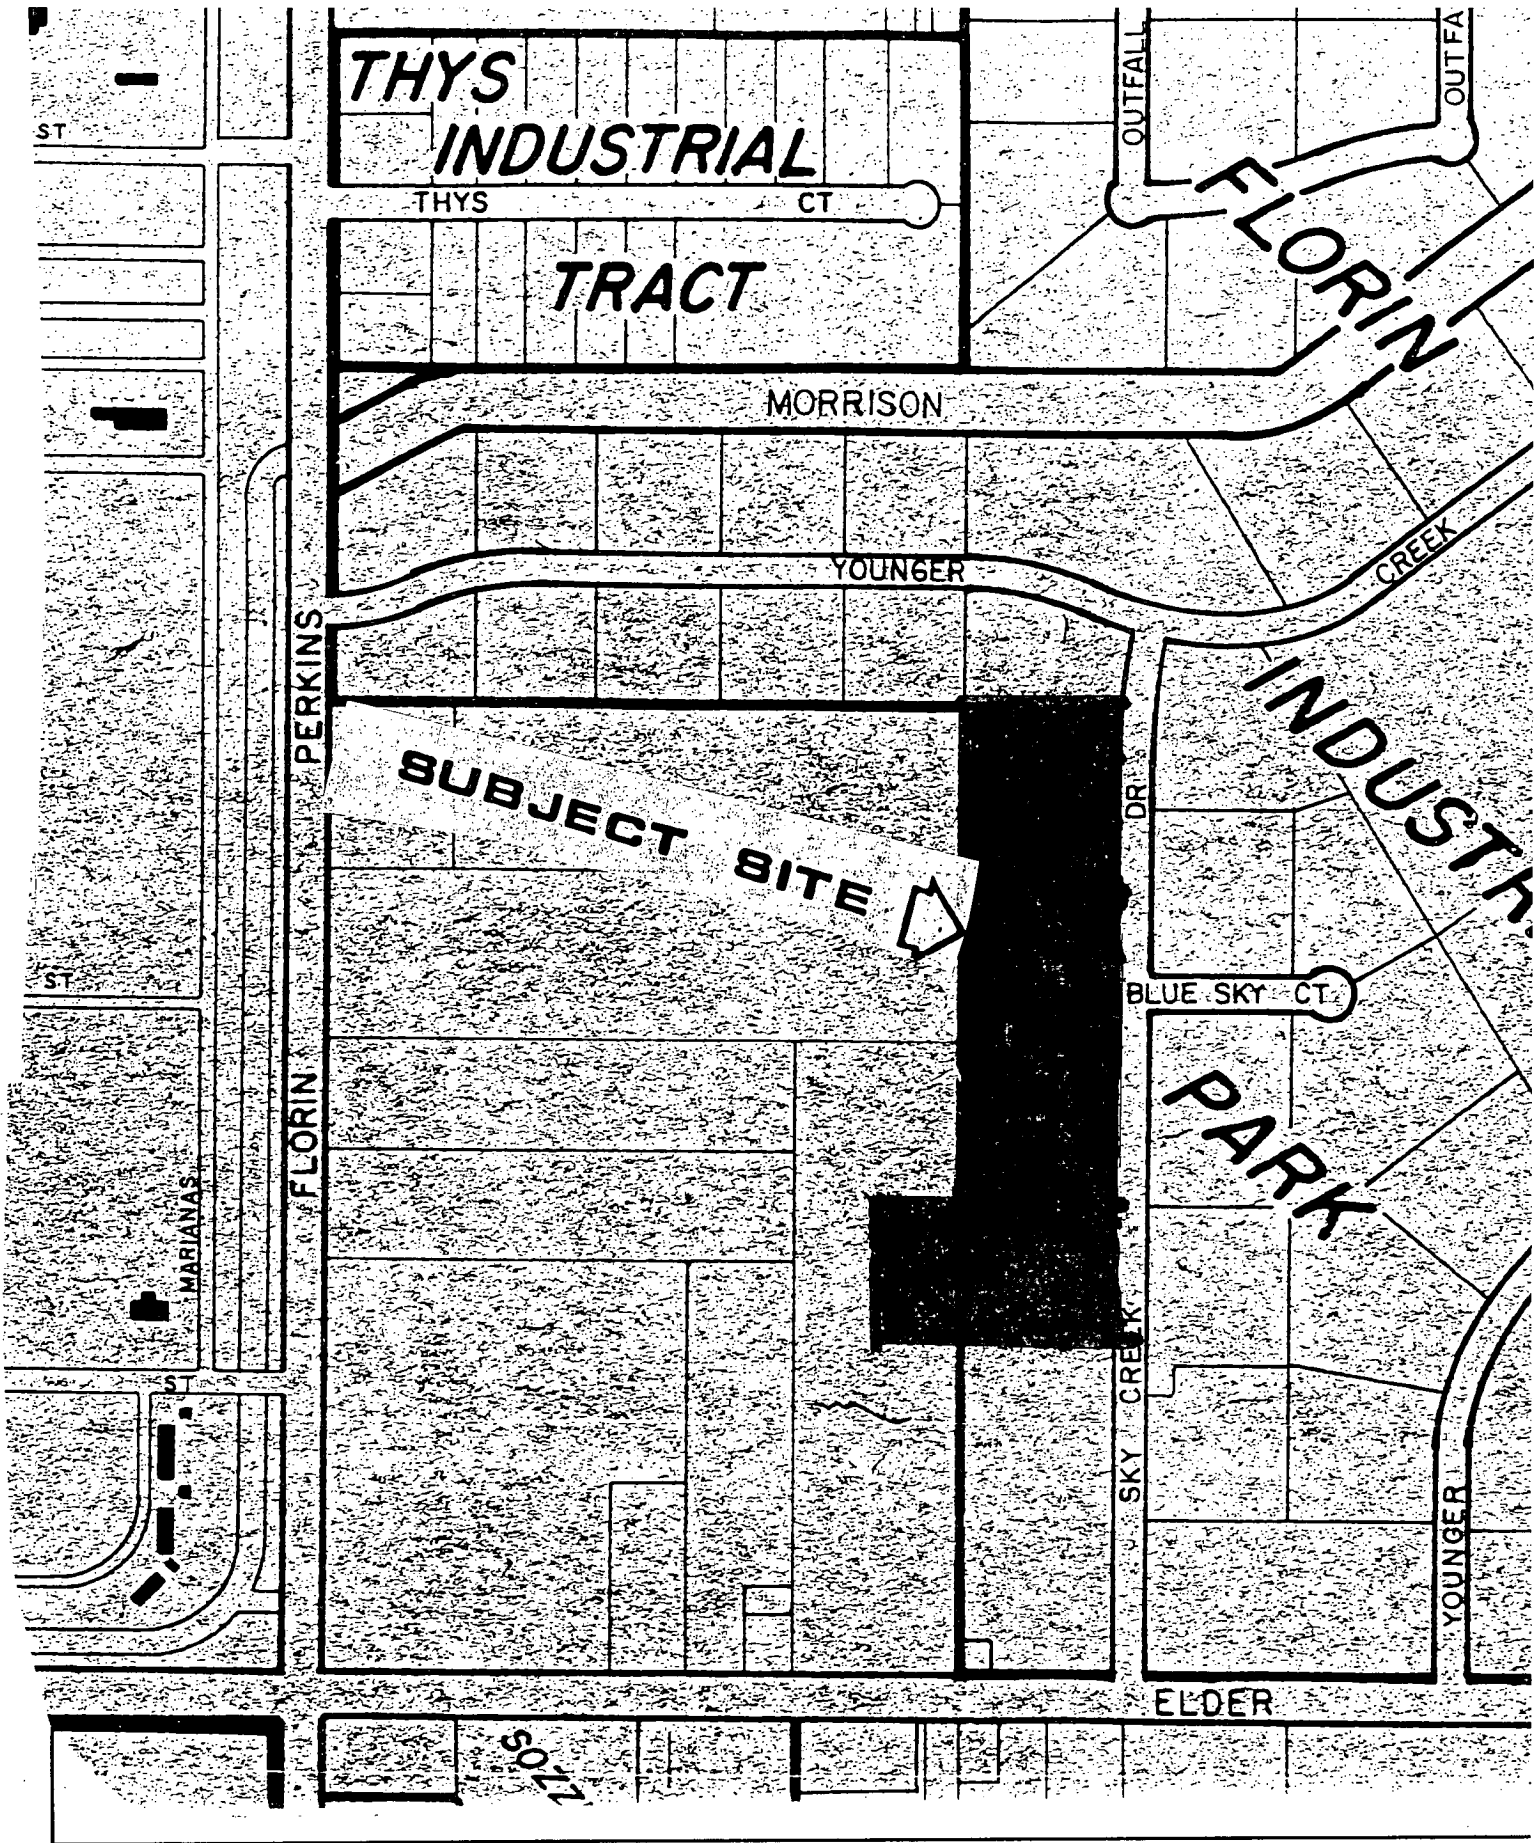 OUTFALL
OUTFA
THYS
INDUSTRIAL
ST
THYS CT
TRACT
FLORIN
MORRISON
YOUNGER
CREEK
PERKINS
INDUSTR
SUBJECT SITE
DR
ST
BLUE SKY CT
FLORIN
PARK
MARIANAS
ST
SKY CREEK
YOUNGER
ELDER